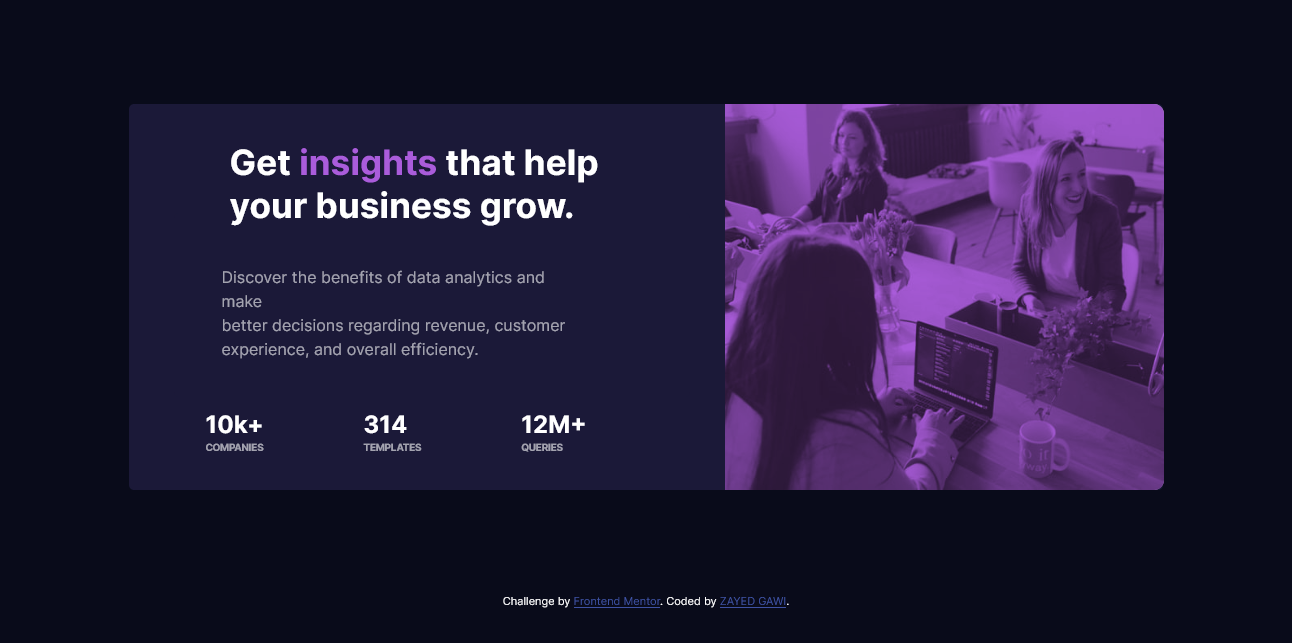 Get insights that help
your business grow.
Discover the benefits of data analytics and
make
better decisions regarding revenue, customer
experience, and overall efficiency.
10k+ 314 12M+
COMPANIES TEMPLATES QUERIES
Challenge by Frontend Mentor. Coded by ZAYED GAWI.